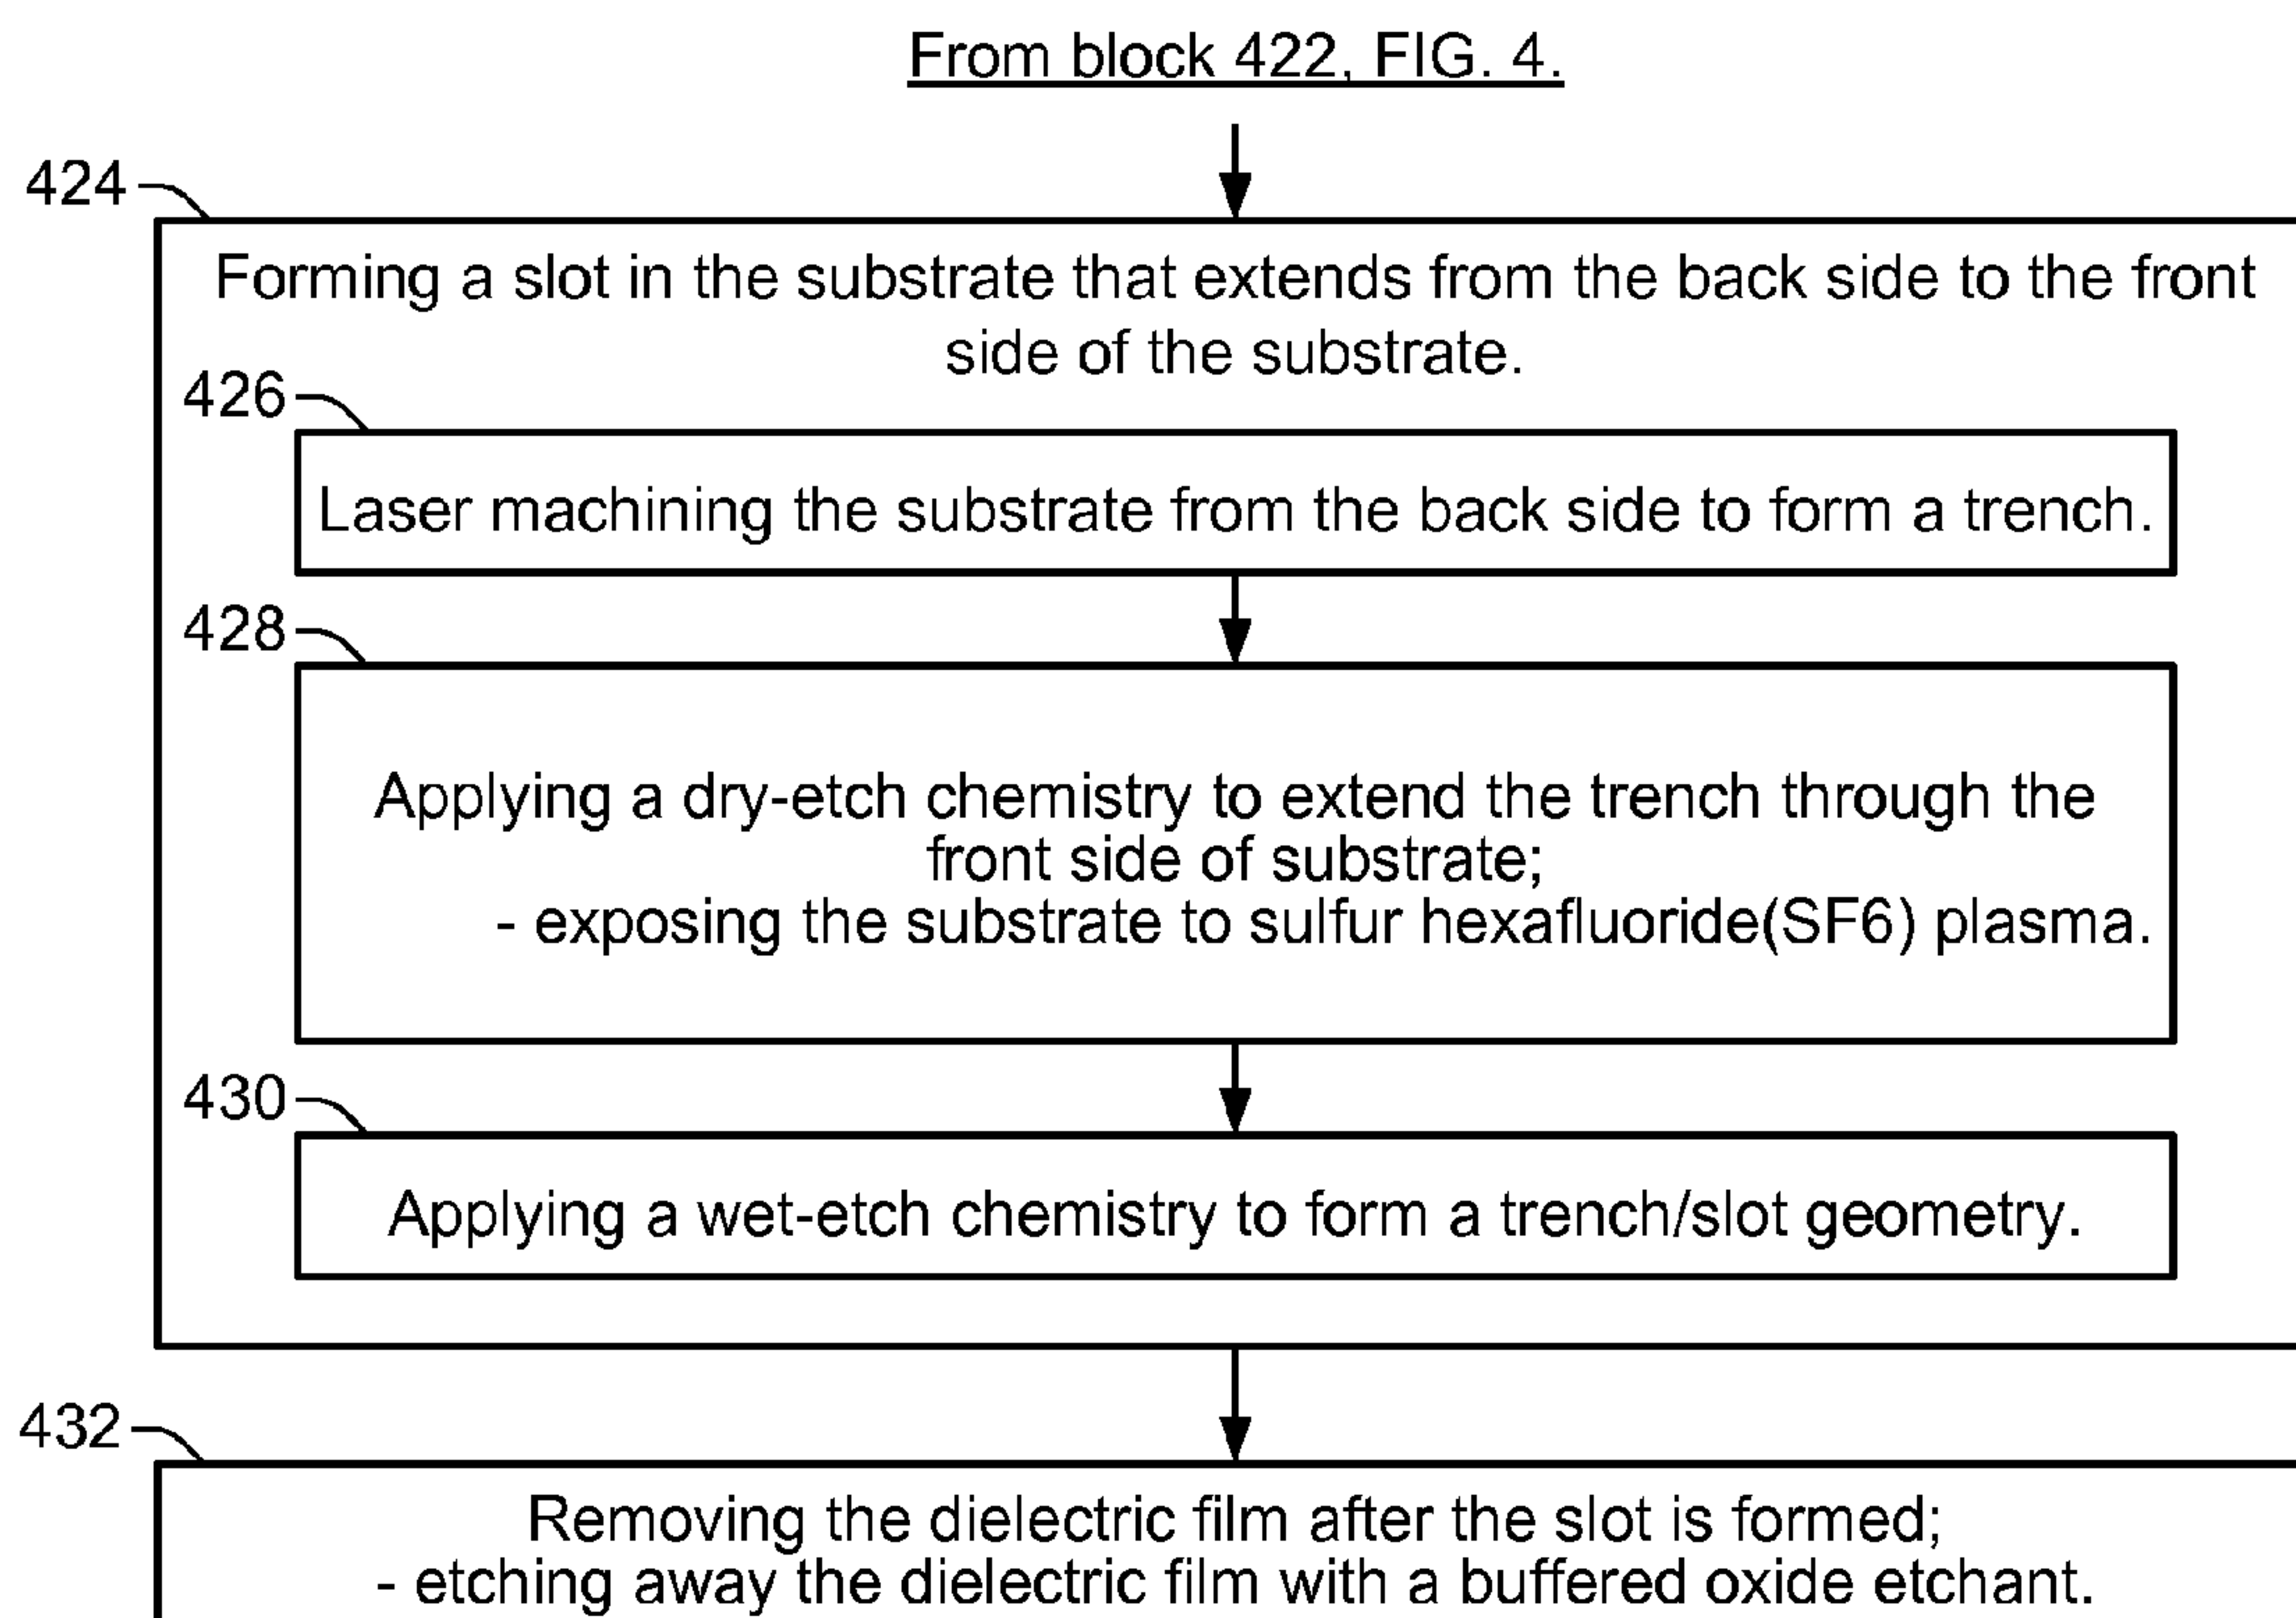 From block 422, FIG. 4.
424
Forming a slot in the substrate that extends from the back side to the front
side of the substrate.
426
Laser machining the substrate from the back side to form a trench.
428
Applying a dry-etch chemistry to extend the trench through the
front side of substrate;
- exposing the substrate to sulfur hexafluoride(SF6) plasma.
430
Applying a wet-etch chemistry to form a trench/slot geometry.
432
Removing the dielectric film after the slot is formed;
- etching away the dielectric film with a buffered oxide etchant.